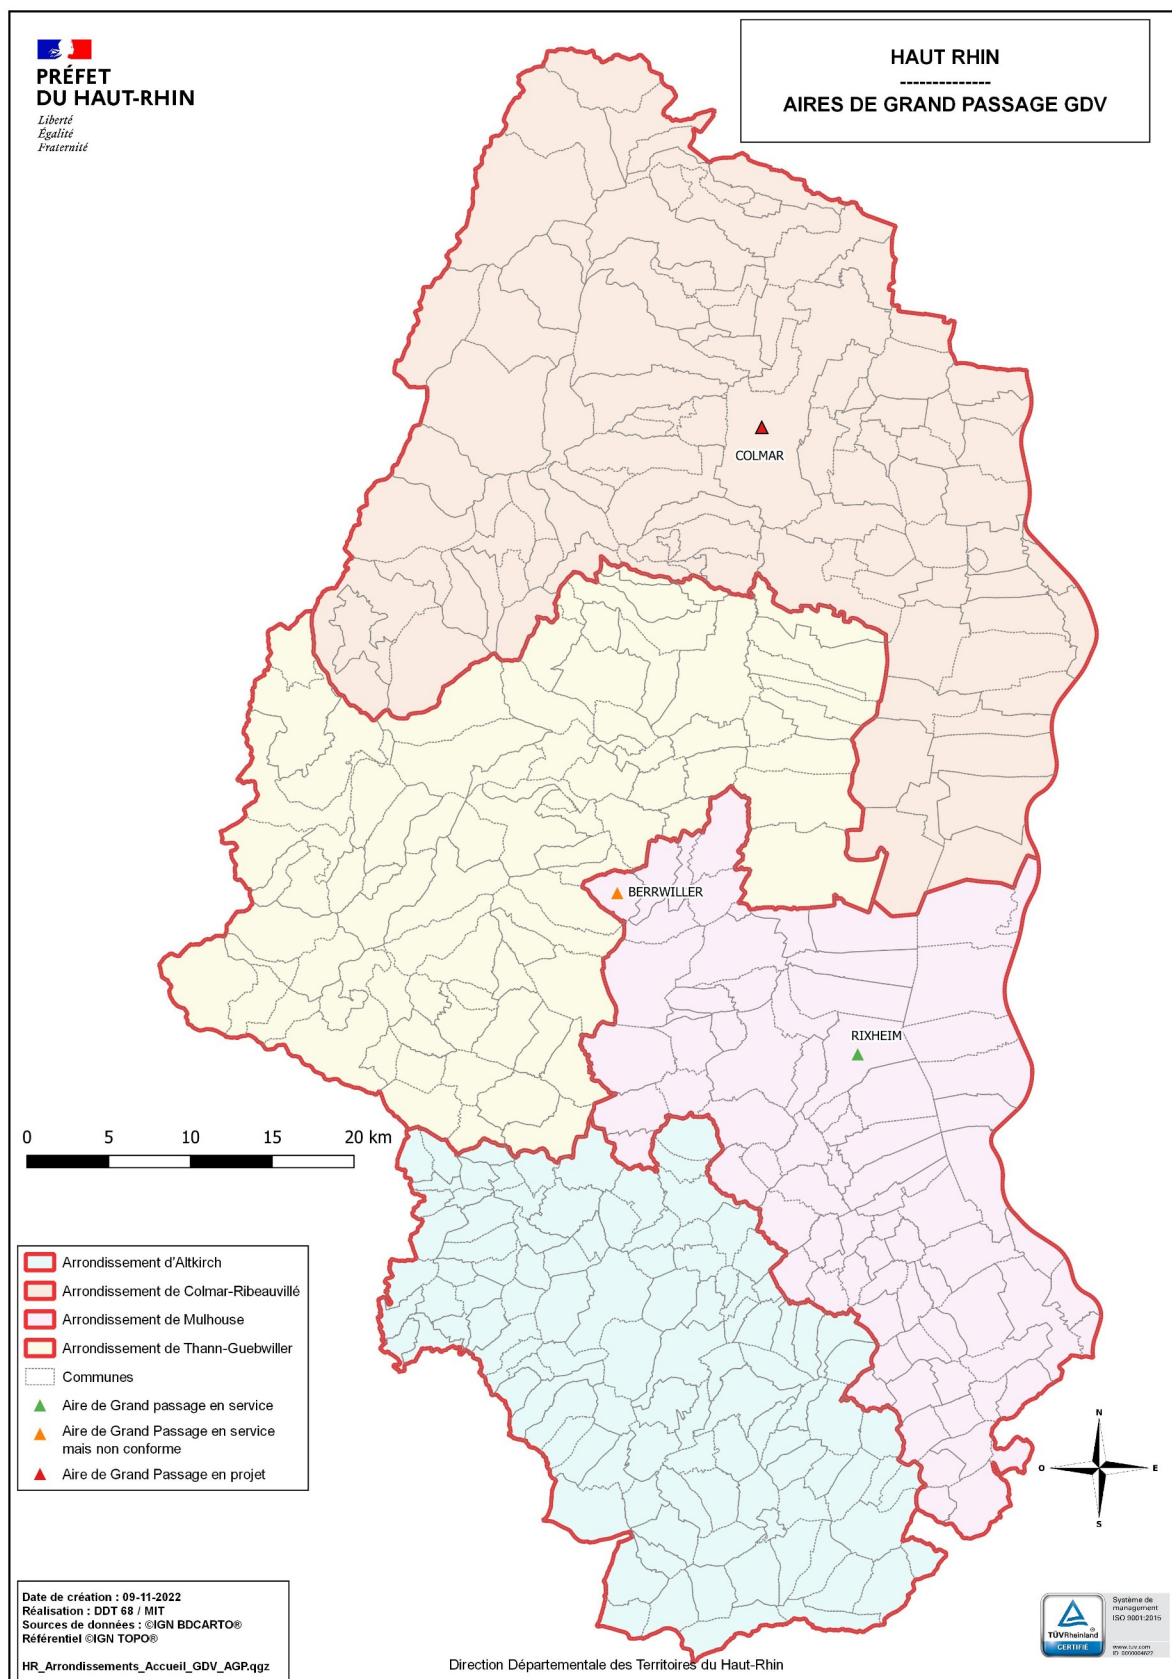 PRÉFET
DU HAUT-RHIN
Liberté
Égalité
Fraternité
HAUT RHIN
--------------
AIRES DE GRAND PASSAGE GDV
COLMAR
BERRWILLER
RIXHEIM
0 5 10 15 20 km
Arrondissement d'Altkirch
Arrondissement de Colmar-Ribeauvillé
Arrondissement de Mulhouse
Arrondissement de Thann-Guebwiller
Communes
Aire de Grand passage en service
Aire de Grand Passage en service
mais non conforme
Aire de Grand Passage en projet
N
O E
S
Date de création : 09-11-2022
Réalisation : DDT 68 / MIT
Sources de données : ©IGN BDCARTO®
Référentiel ©IGN TOPO®
HR_Arrondissements_Accueil_GDV_AGP.qgz
Direction Départementale des Territoires du Haut-Rhin
TÜVRheinland
CERTIFIÉ
Système de
management
ISO 9001:2015
www.tuv.com